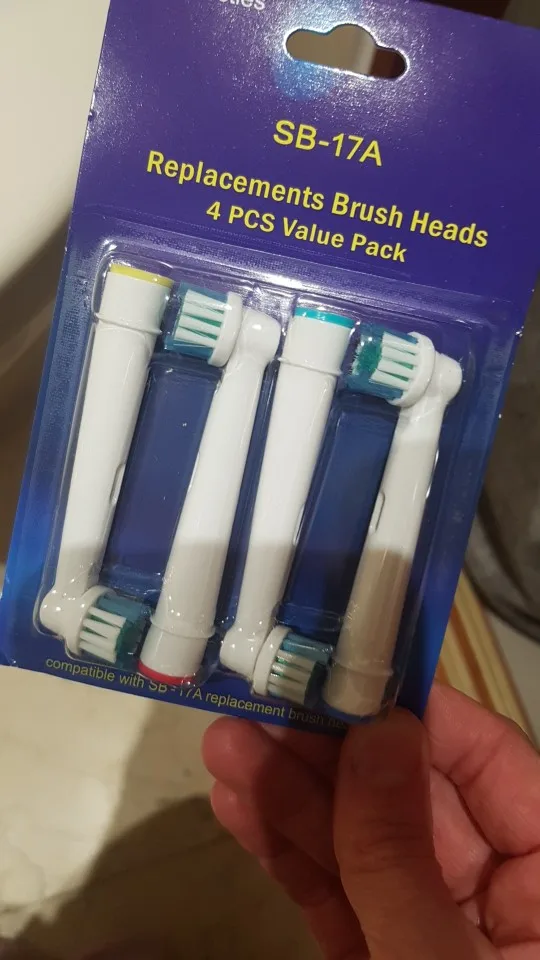 SB-17A
Replacements Brush Heads
4 PCS Value Pack
compatible with SB-17A replacement brush